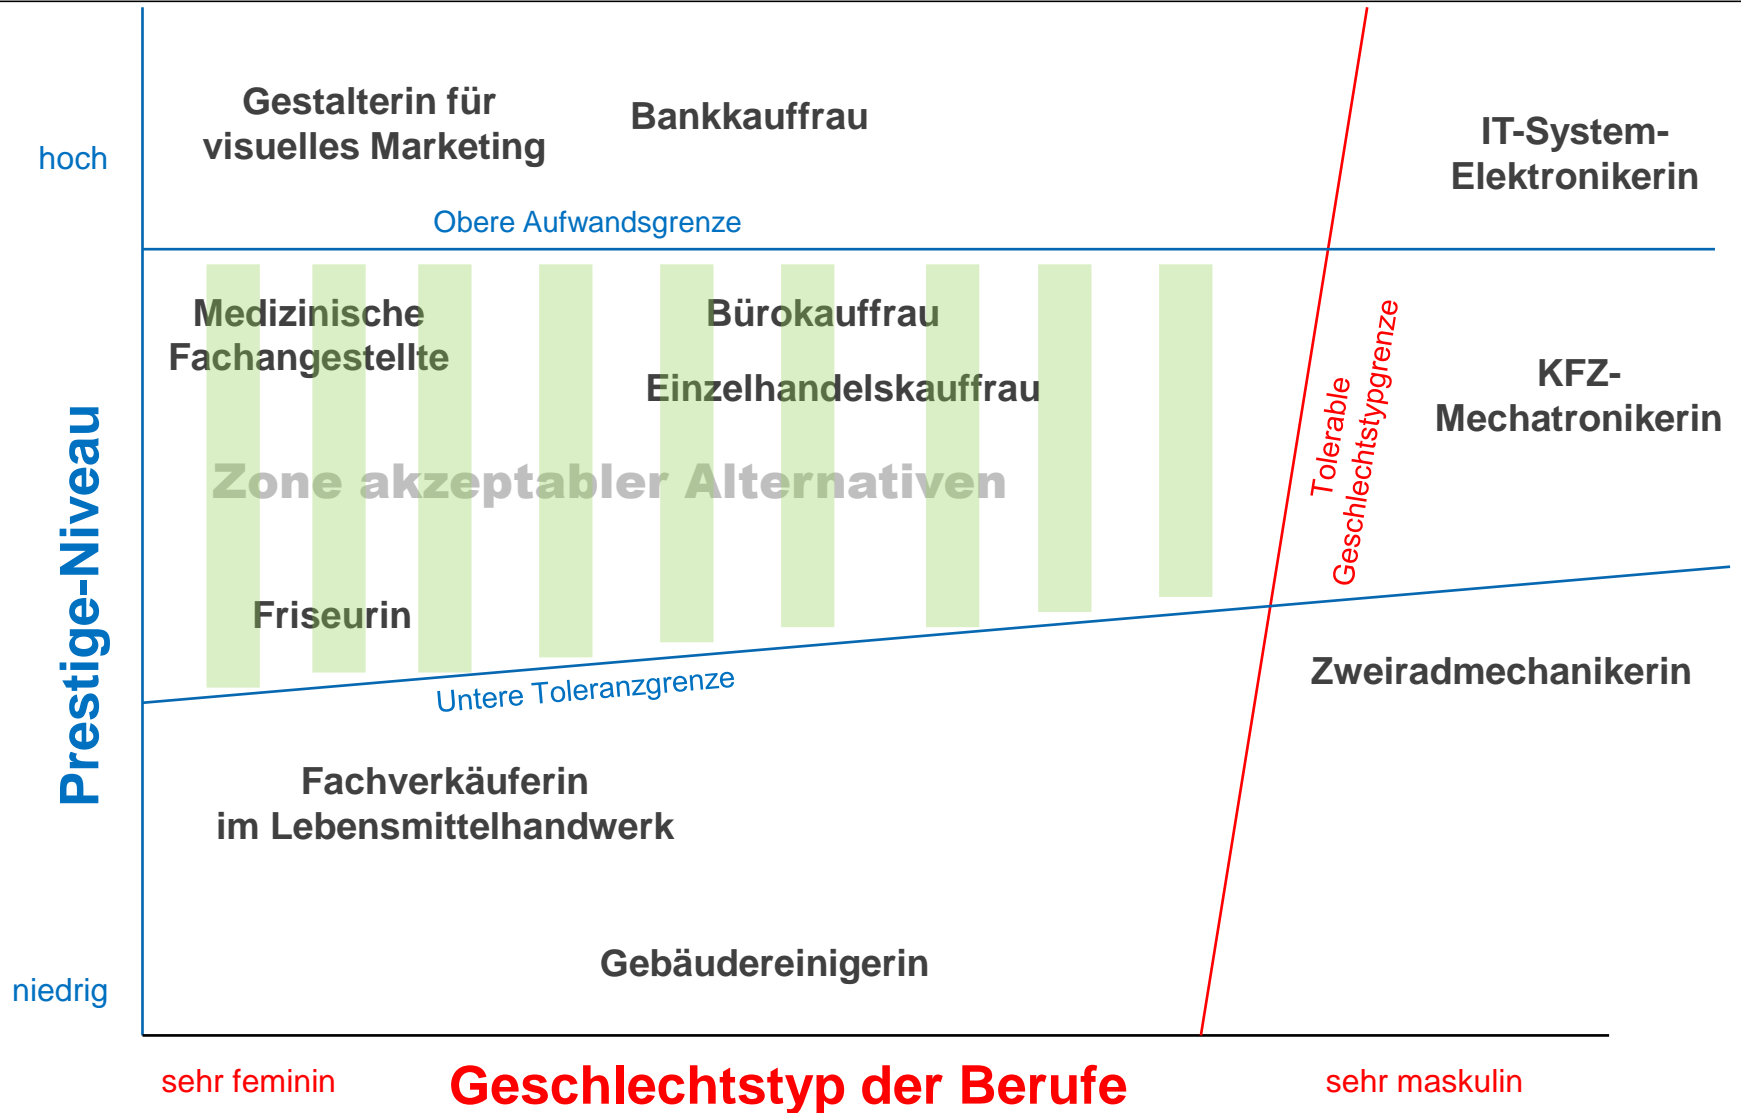 Gestalterin für
visuelles Marketing
Bankkauffrau
IT-System-
Elektronikerin
hoch
Obere Aufwandsgrenze
Medizinische
Fachangestellte
Bürokauffrau
Einzelhandelskauffrau
Tolerable
Geschlechtstypgrenze
KFZ-
Mechatronikerin
Zone akzeptabler Alternativen
Prestige-Niveau
Friseurin
Untere Toleranzgrenze
Zweiradmechanikerin
Fachverkäuferin
im Lebensmittelhandwerk
Gebäudereinigerin
niedrig
sehr feminin
Geschlechtstyp der Berufe
sehr maskulin